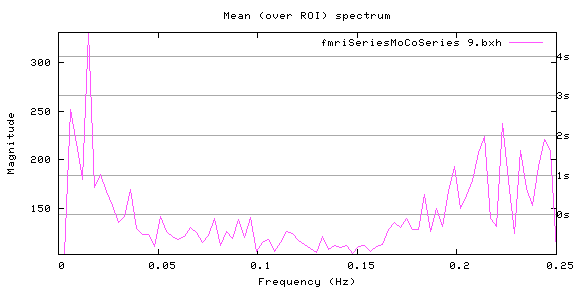 Mean (over ROI) spectrum
fmriSeriesMoCoSeries 9.bxh
Magnitude
300
250
200
150
4s
3s
2s
1s
0s
0 0.05 0.1 0.15 0.2 0.25
Frequency (Hz)